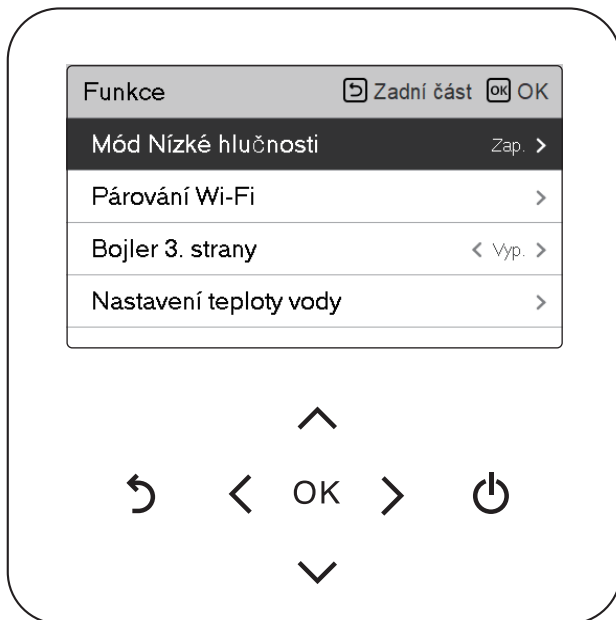 Funkce Zadní část OK OK
Mód Nízké hlučnosti Zap.
Párování Wi-Fi
Bojler 3. strany Vyp.
Nastavení teploty vody
OK